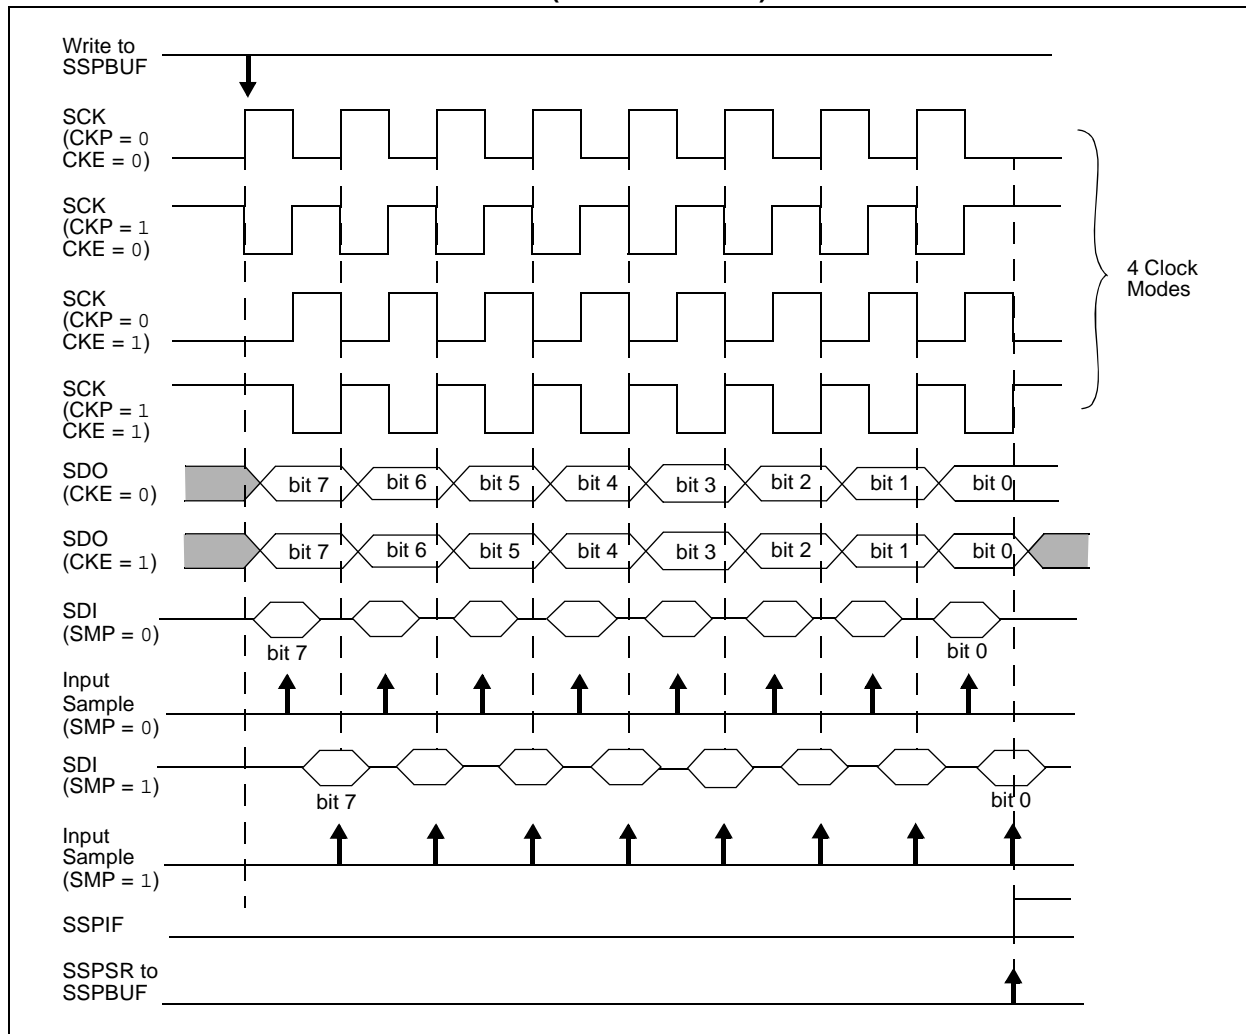 Write to
SSPBUF
SCK
(CKP = 0
CKE = 0)
SCK
(CKP = 1
CKE = 0)
SCK
(CKP = 0
CKE = 1)
SCK
(CKP = 1
CKE = 1)
4 Clock
Modes
SDO
(CKE = 0)
bit 7 bit 6 bit 5 bit 4 bit 3 bit 2 bit 1 bit 0
SDO
(CKE = 1)
bit 7 bit 6 bit 5 bit 4 bit 3 bit 2 bit 1 bit 0
SDI
(SMP = 0)
bit 7 bit 0
Input
Sample
(SMP = 0)
SDI
(SMP = 1)
bit 7 bit 0
Input
Sample
(SMP = 1)
SSPIF
SSPSR to
SSPBUF